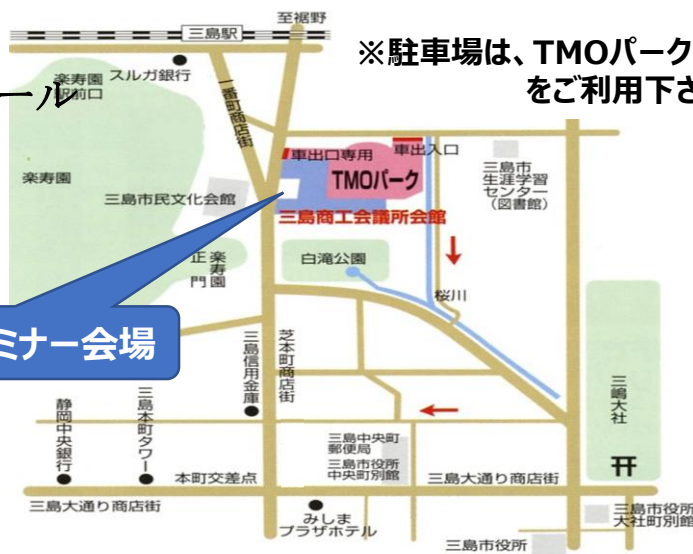 至裾野
三島駅
※駐車場は、TMOパーク
をご利用下さ
スルガ銀行
楽寿園
駅前口
ール
一番町商店街
車出口専用
車出入口
TMOパーク
三島市
生涯学習
センター
(図書館)
楽寿園
三島市民文化会館
三島商工会議所会館
楽寿園
正門
白滝公園
桜川
ミナー会場
三島信用金庫
芝本町商店街
三嶋大社
静岡中央銀行
三島本町タワー
三島中央町
郵便局
三島市役所
中央町別館
本町交差点
三島大通り商店街
三島大通り商店街
みしま
プラザホテル
三島市役所
大社町別館
三島市役所